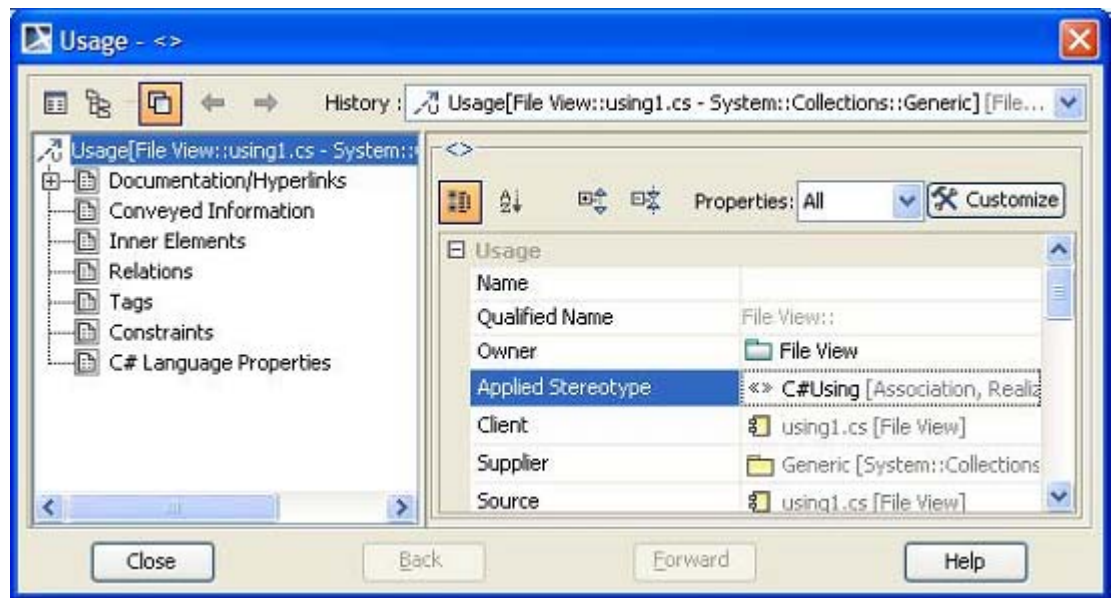 Usage - <>
History : Usage[File View::using1.cs - System::Collections::Generic] [File...
Usage[File View::using1.cs - System::
Documentation/Hyperlinks
Conveyed Information
Inner Elements
Relations
Tags
Constraints
C# Language Properties
<>
Properties: All Customize
Usage
Name
Qualified Name File View::
Owner File View
Applied Stereotype «» C#Using [Association, Realiz
Client using1.cs [File View]
Supplier Generic [System::Collections
Source using1.cs [File View]
Close Back Forward Help